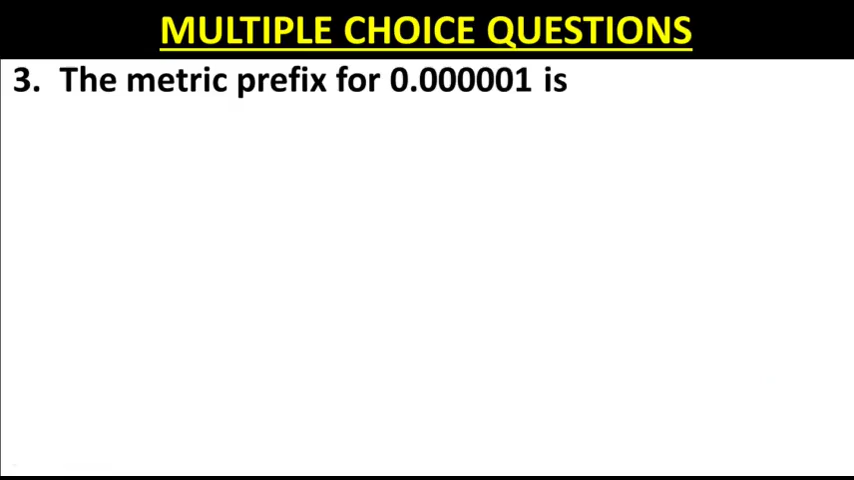 MULTIPLE CHOICE QUESTIONS
3. The metric prefix for 0.000001 is